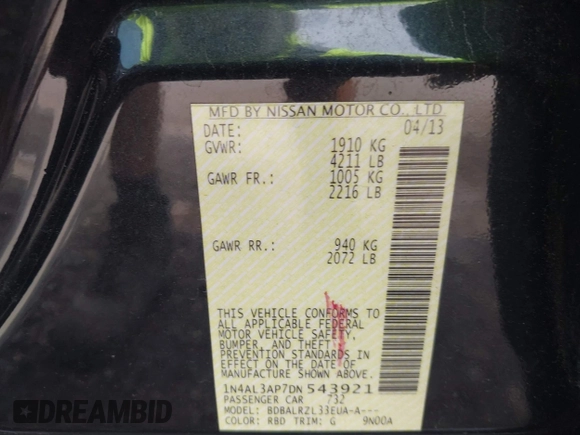 MFD BY NISSAN MOTOR CO., LTD
DATE: 04/13
GVWR: 1910 KG
4211 LB
GAWR FR.: 1005 KG
2216 LB
GAWR RR.: 940 KG
2072 LB
THIS VEHICLE CONFORMS TO
ALL APPLICABLE FEDERAL
MOTOR VEHICLE SAFETY,
BUMPER, AND THEFT
PREVENTION STANDARDS IN
EFFECT ON THE DATE OF
MANUFACTURE SHOWN ABOVE.
1N4AL3AP7DN 543921
PASSENGER CAR 732
MODEL: BDBALRZL33EUA-A---
COLOR: RBD TRIM: G 9N00A
DREAMBID